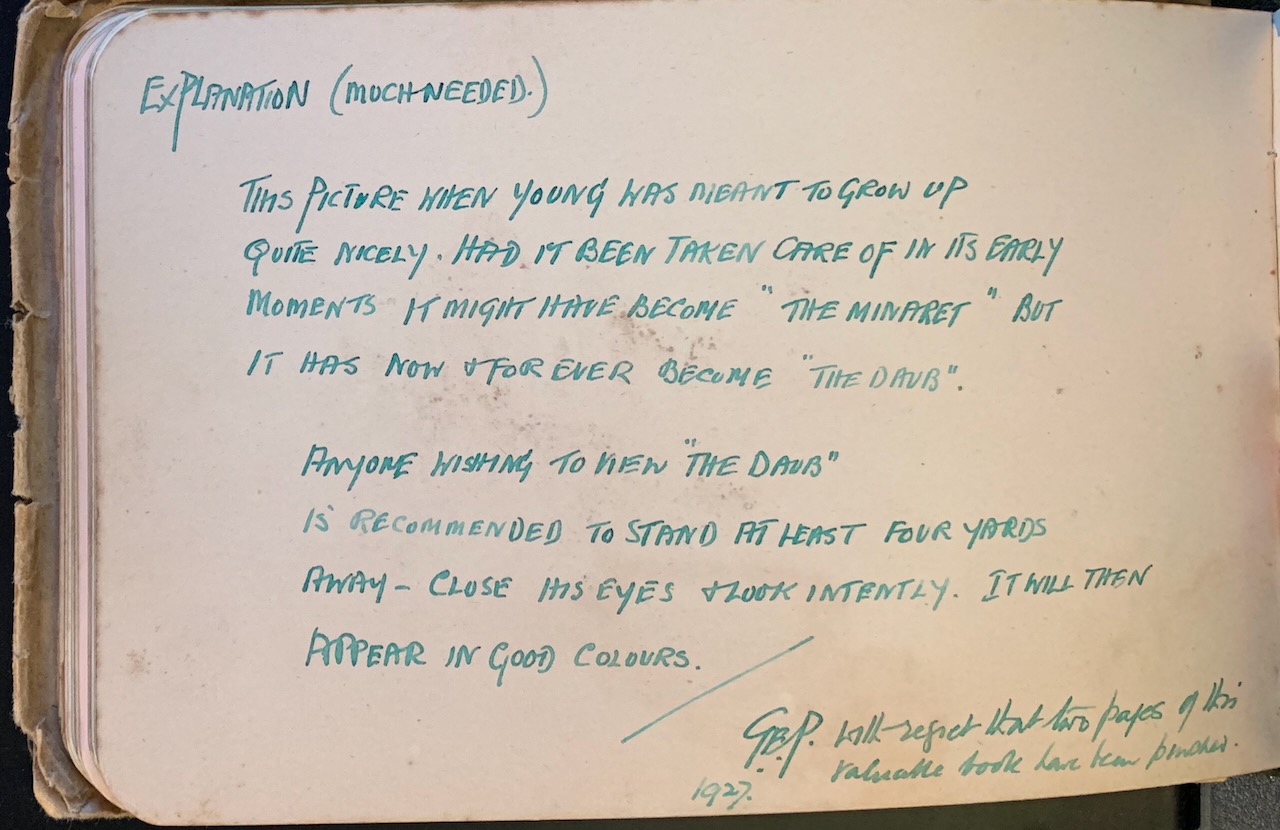 EXPLANATION (MUCH-NEEDED.)
THIS PICTURE WHEN YOUNG WAS MEANT TO GROW UP
QUITE NICELY. HAD IT BEEN TAKEN CARE OF IN ITS EARLY
MOMENTS IT MIGHT HAVE BECOME "THE MINARET" BUT
IT HAS NOW & FOR EVER BECOME "THE DAUB".
ANYONE WISHING TO VIEW "THE DAUB"
IS RECOMMENDED TO STAND AT LEAST FOUR YARDS
AWAY – CLOSE HIS EYES & LOOK INTENTLY. IT WILL THEN
APPEAR IN GOOD COLOURS.
G.E.P. with regret that two pages of this
valuable book have been
1927.